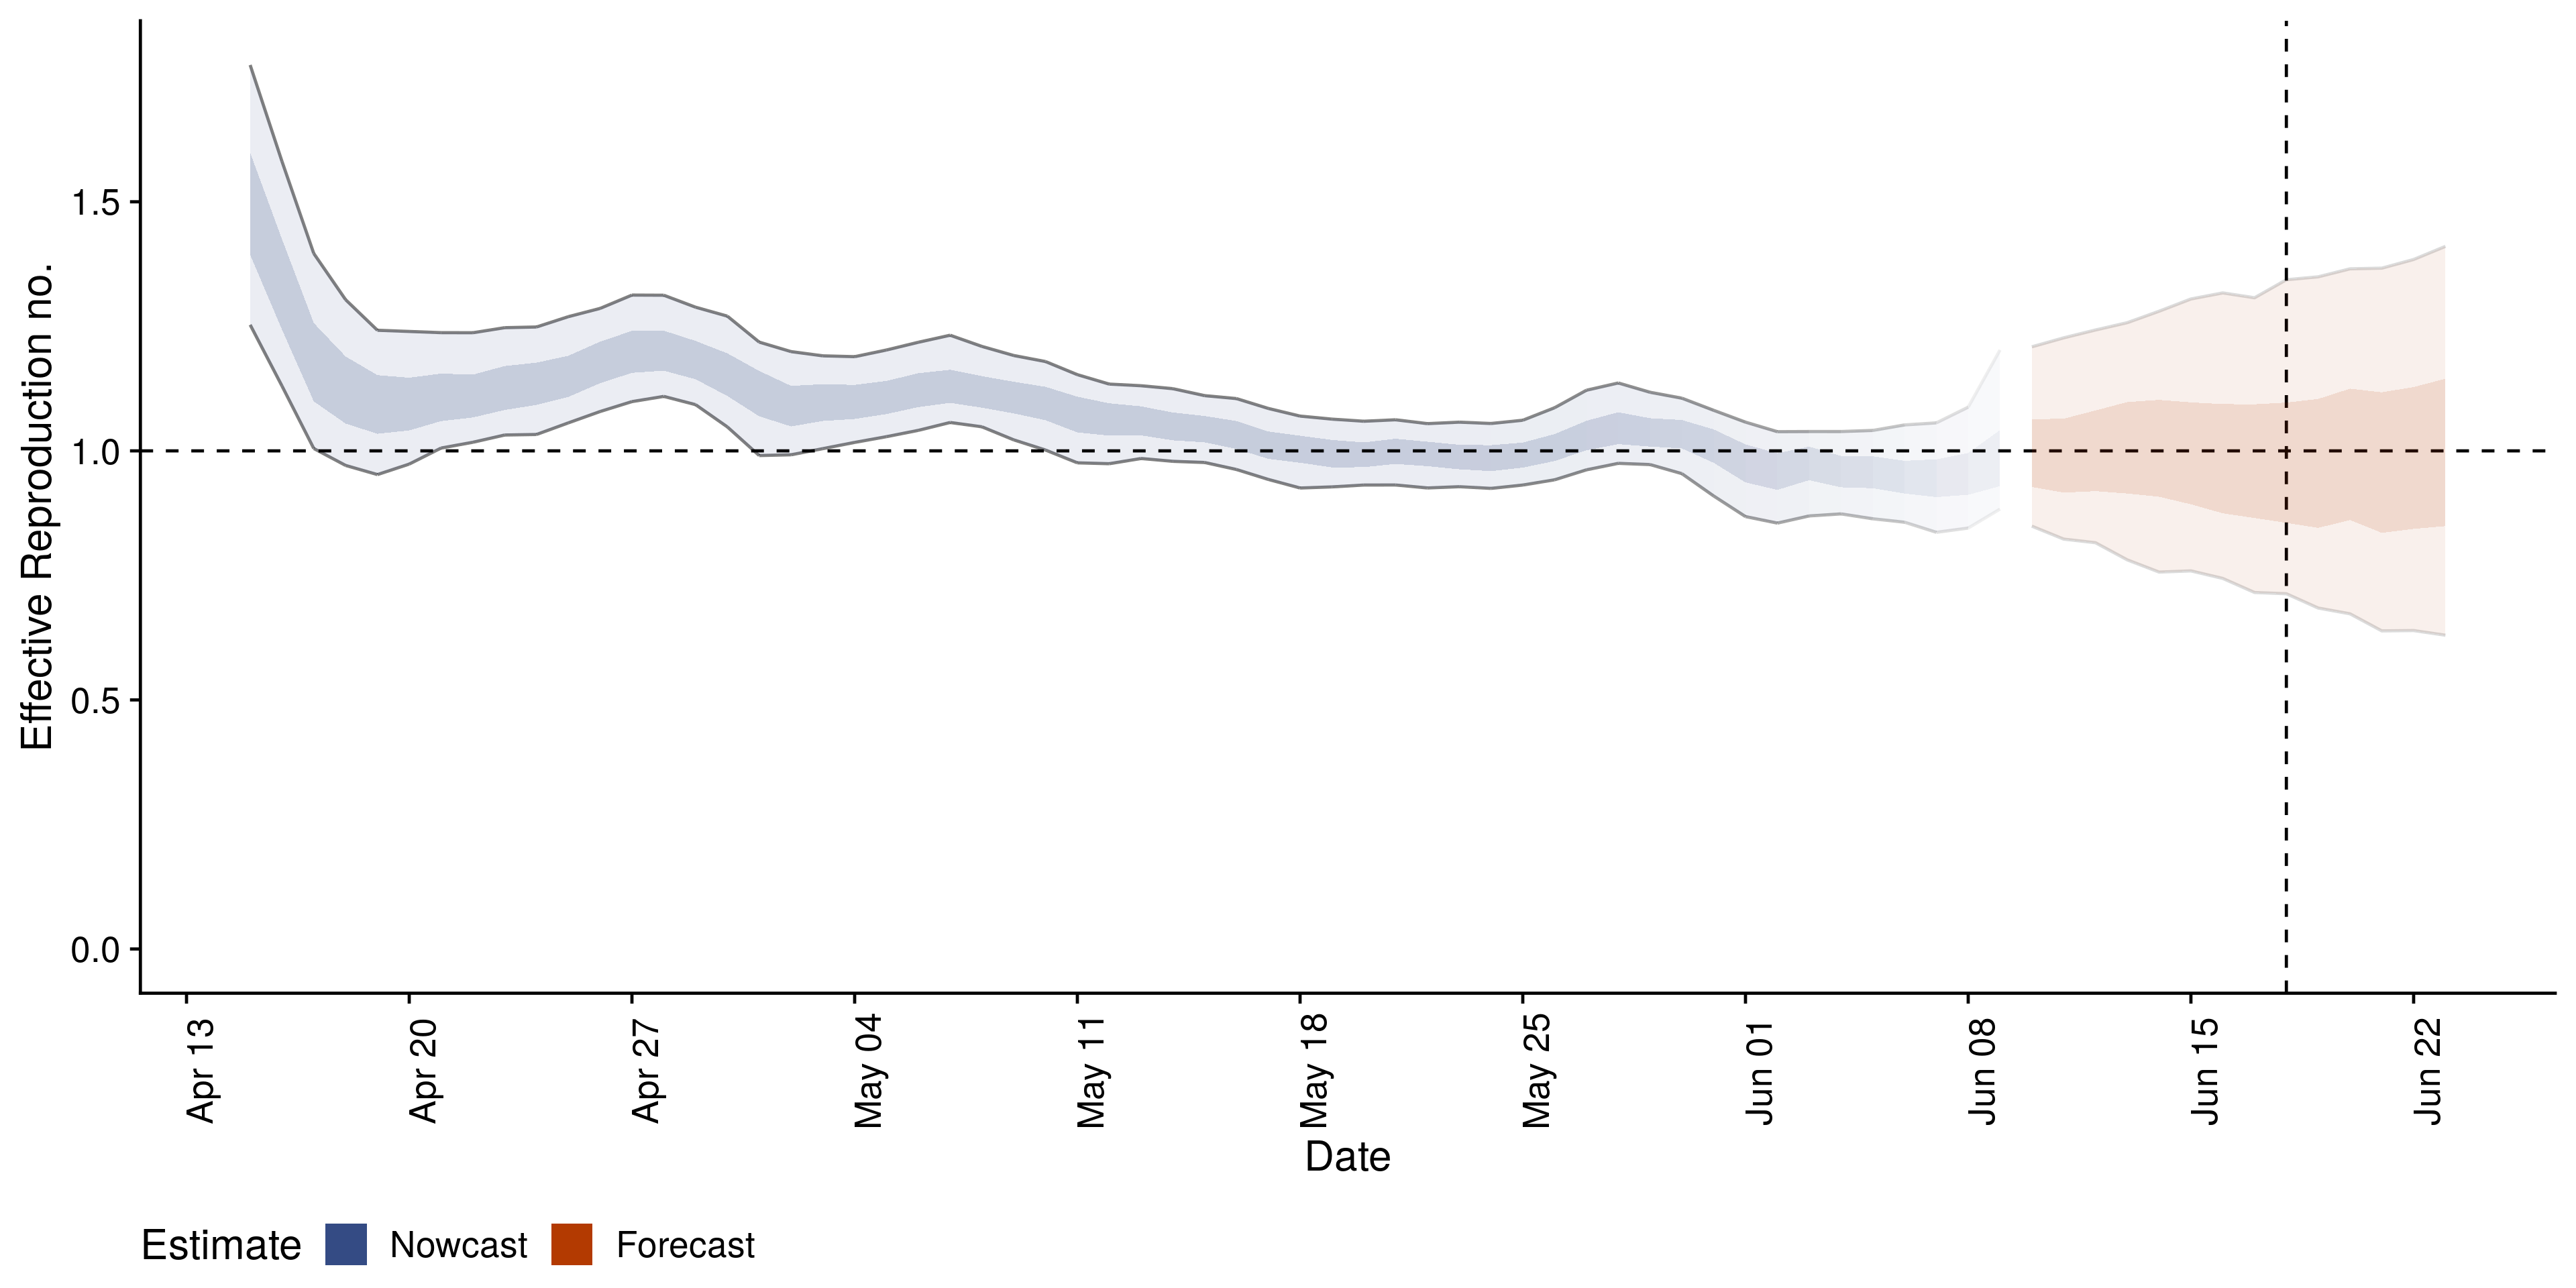 Effective Reproduction no.
1.5
1.0
0.5
0.0
Apr 13
Apr 20
Apr 27
May 04
May 11
May 18
May 25
Jun 01
Jun 08
Jun 15
Jun 22
Date
Estimate Nowcast Forecast